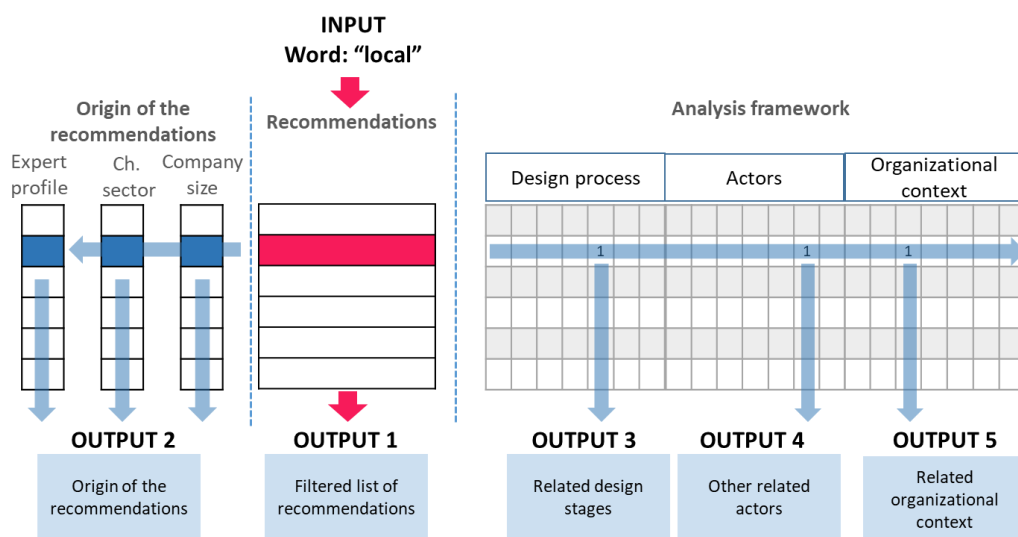 INPUT
Word: “local”
Origin of the
recommendations
Recommendations
Analysis framework
Expert
profile
Ch.
sector
Company
size
Design process
Actors
Organizational
context
1
1
1
OUTPUT 2
OUTPUT 1
OUTPUT 3
OUTPUT 4
OUTPUT 5
Origin of the
recommendations
Filtered list of
recommendations
Related design
stages
Other related
actors
Related
organizational
context